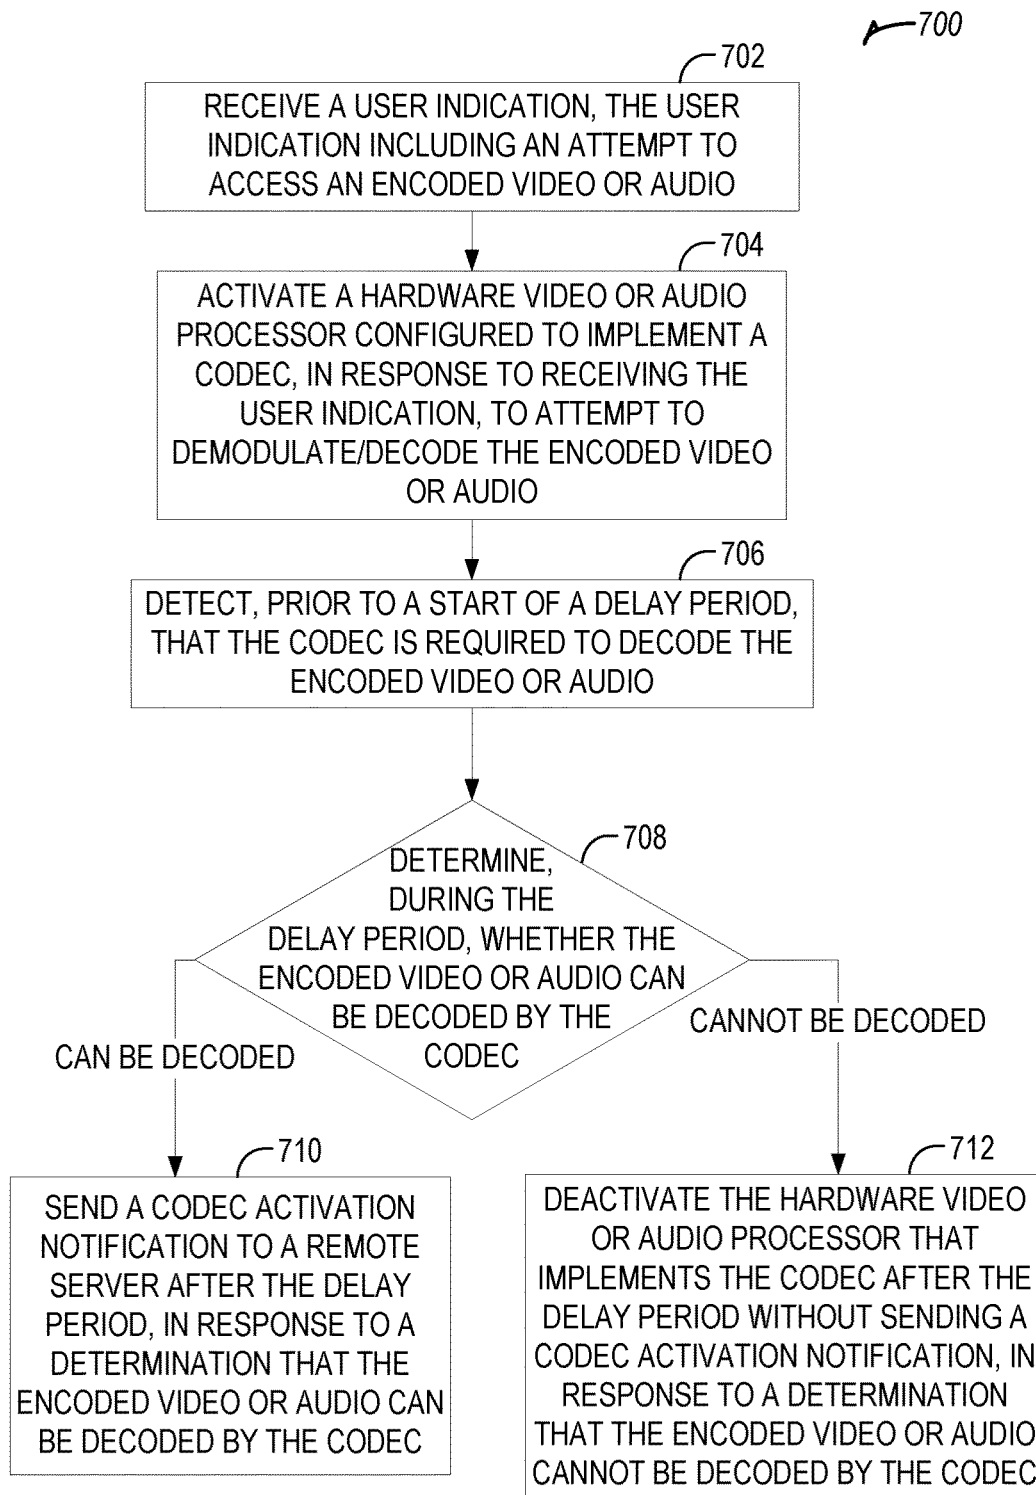 700
702
RECEIVE A USER INDICATION, THE USER
INDICATION INCLUDING AN ATTEMPT TO
ACCESS AN ENCODED VIDEO OR AUDIO
704
ACTIVATE A HARDWARE VIDEO OR AUDIO
PROCESSOR CONFIGURED TO IMPLEMENT A
CODEC, IN RESPONSE TO RECEIVING THE
USER INDICATION, TO ATTEMPT TO
DEMODULATE/DECODE THE ENCODED VIDEO
OR AUDIO
706
DETECT, PRIOR TO A START OF A DELAY PERIOD,
THAT THE CODEC IS REQUIRED TO DECODE THE
ENCODED VIDEO OR AUDIO
708
DETERMINE,
DURING THE
DELAY PERIOD, WHETHER THE
ENCODED VIDEO OR AUDIO CAN
BE DECODED BY THE
CODEC
CAN BE DECODED
CANNOT BE DECODED
710
SEND A CODEC ACTIVATION
NOTIFICATION TO A REMOTE
SERVER AFTER THE DELAY
PERIOD, IN RESPONSE TO A
DETERMINATION THAT THE
ENCODED VIDEO OR AUDIO CAN
BE DECODED BY THE CODEC
712
DEACTIVATE THE HARDWARE VIDEO
OR AUDIO PROCESSOR THAT
IMPLEMENTS THE CODEC AFTER THE
DELAY PERIOD WITHOUT SENDING A
CODEC ACTIVATION NOTIFICATION, IN
RESPONSE TO A DETERMINATION
THAT THE ENCODED VIDEO OR AUDIO
CANNOT BE DECODED BY THE CODEC